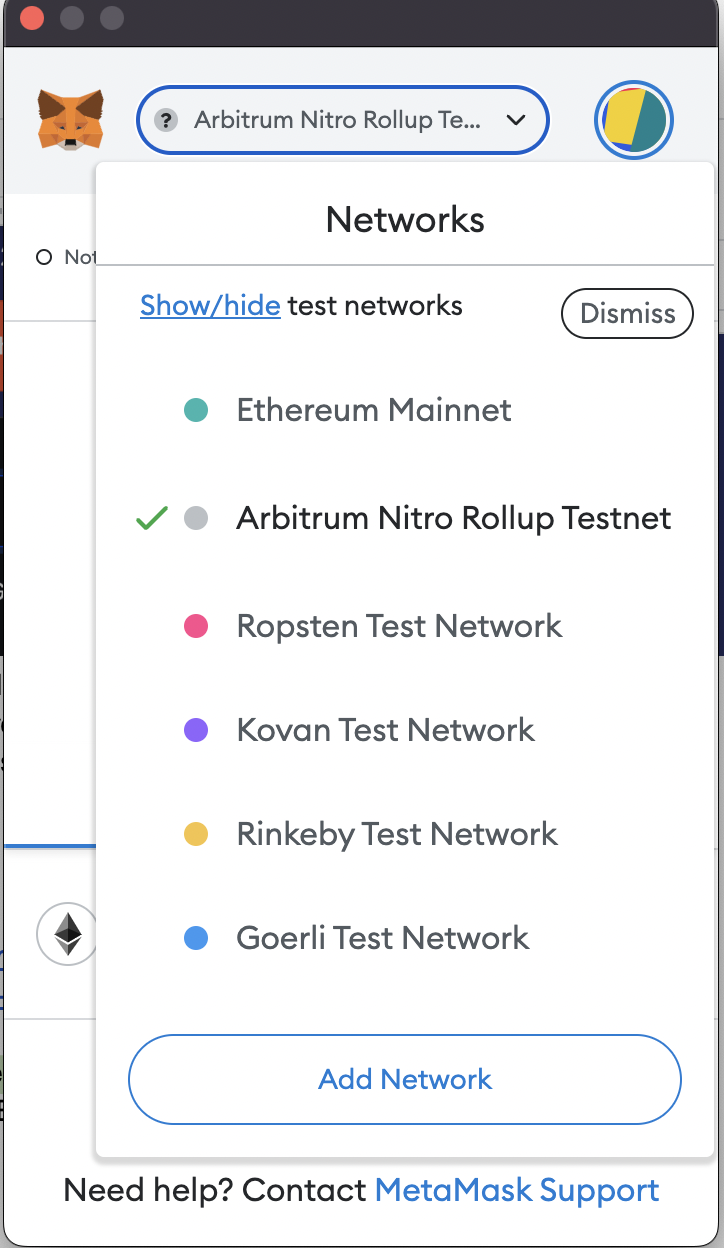 ? Arbitrum Nitro Rollup Te...
Networks
Not
Show/hide test networks
Dismiss
Ethereum Mainnet
Arbitrum Nitro Rollup Testnet
Ropsten Test Network
Kovan Test Network
Rinkeby Test Network
Goerli Test Network
Add Network
Need help? Contact MetaMask Support